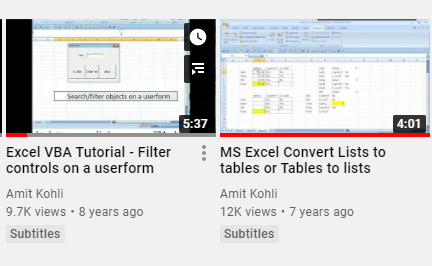 Search/filter objects on a userform
5:37
4:01
Excel VBA Tutorial - Filter
controls on a userform
Amit Kohli
9.7K views • 8 years ago
Subtitles
MS Excel Convert Lists to
tables or Tables to lists
Amit Kohli
12K views • 7 years ago
Subtitles